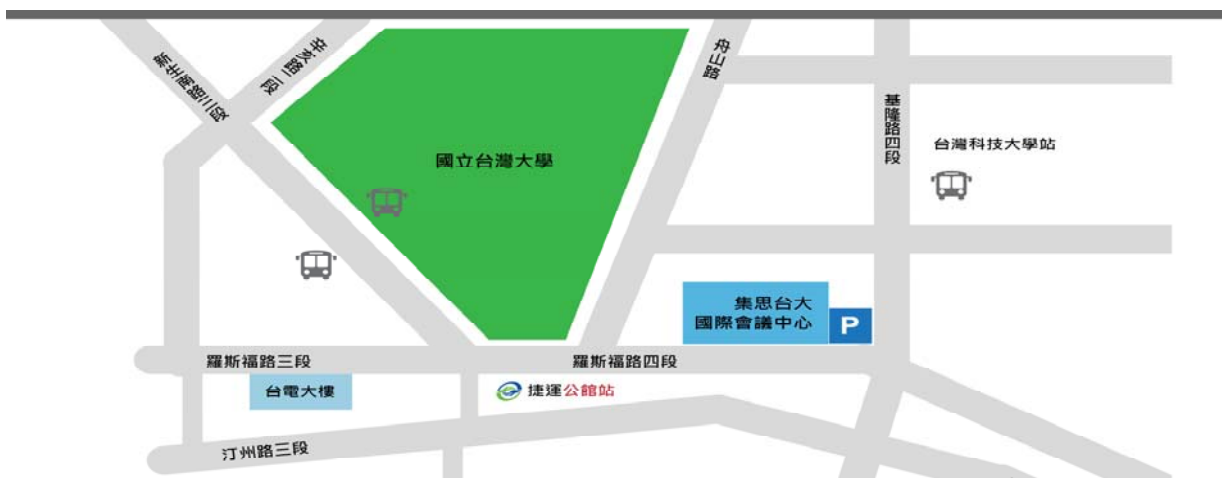 新生南路三段
辛亥路二段
舟山路
基隆路四段
台灣科技大學站
國立台灣大學
集思台大
國際會議中心
P
羅斯福路三段
羅斯福路四段
台電大樓
捷運公館站
汀州路三段